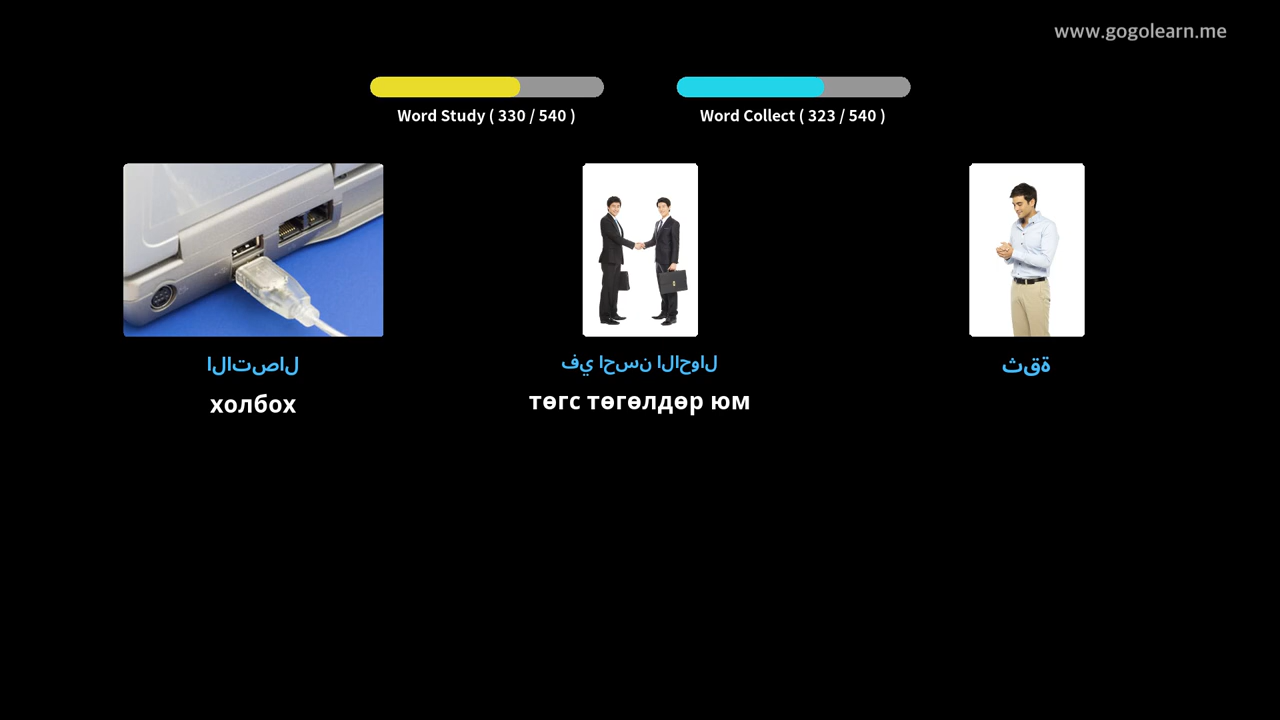 www.gogolearn.me
Word Study ( 330 / 540 )
Word Collect ( 323 / 540 )
الاتصال
في احسن الاحوال
ثقة
холбох
төгс төгөлдөр юм